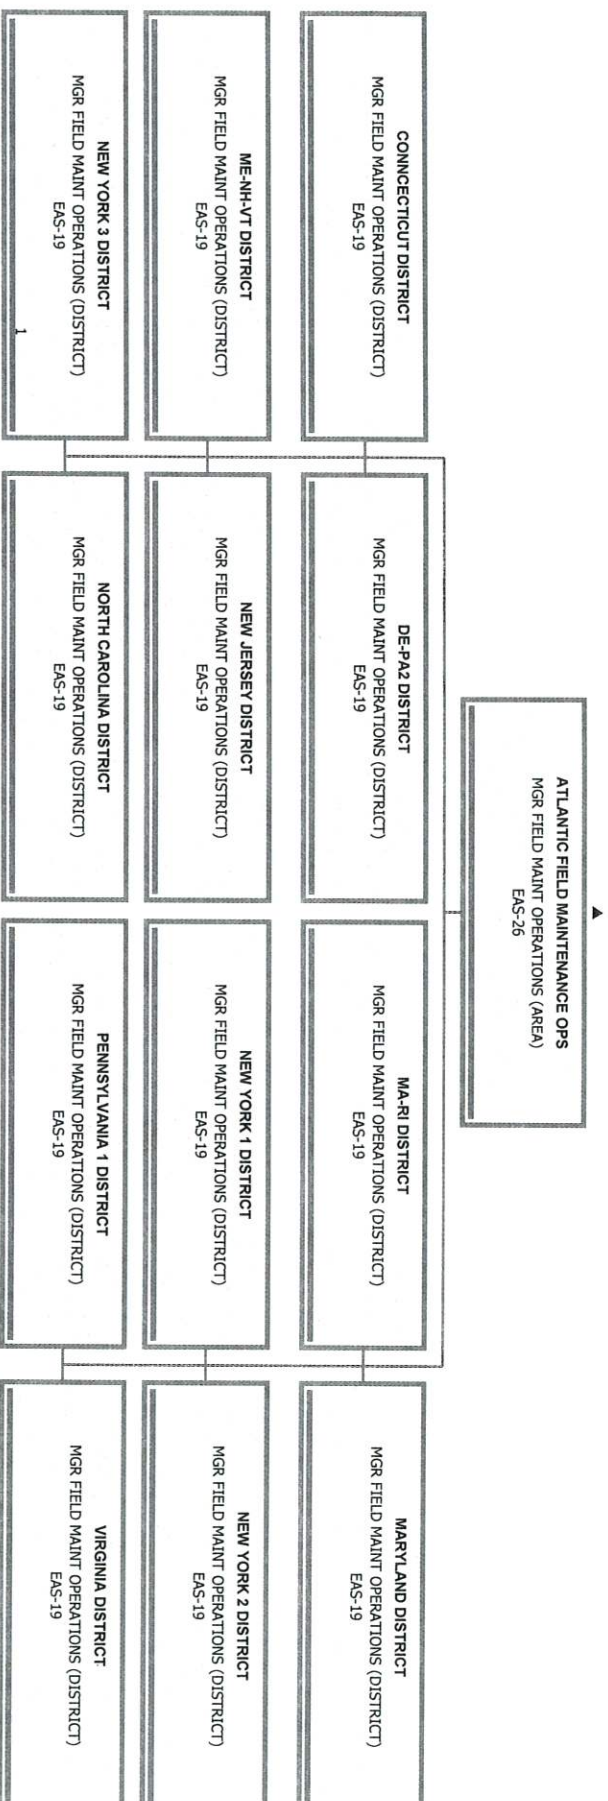 ATLANTIC FIELD MAINTENANCE OPS
MGR FIELD MAINT OPERATIONS (AREA)
EAS-26
CONNCECTICUT DISTRICT
MGR FIELD MAINT OPERATIONS (DISTRICT)
EAS-19
DE-PA2 DISTRICT
MGR FIELD MAINT OPERATIONS (DISTRICT)
EAS-19
MA-RI DISTRICT
MGR FIELD MAINT OPERATIONS (DISTRICT)
EAS-19
MARYLAND DISTRICT
MGR FIELD MAINT OPERATIONS (DISTRICT)
EAS-19
ME-NH-VT DISTRICT
MGR FIELD MAINT OPERATIONS (DISTRICT)
EAS-19
NEW JERSEY DISTRICT
MGR FIELD MAINT OPERATIONS (DISTRICT)
EAS-19
NEW YORK 1 DISTRICT
MGR FIELD MAINT OPERATIONS (DISTRICT)
EAS-19
NEW YORK 2 DISTRICT
MGR FIELD MAINT OPERATIONS (DISTRICT)
EAS-19
NEW YORK 3 DISTRICT
MGR FIELD MAINT OPERATIONS (DISTRICT)
EAS-19
1
NORTH CAROLINA DISTRICT
MGR FIELD MAINT OPERATIONS (DISTRICT)
EAS-19
PENNSYLVANIA 1 DISTRICT
MGR FIELD MAINT OPERATIONS (DISTRICT)
EAS-19
VIRGINIA DISTRICT
MGR FIELD MAINT OPERATIONS (DISTRICT)
EAS-19